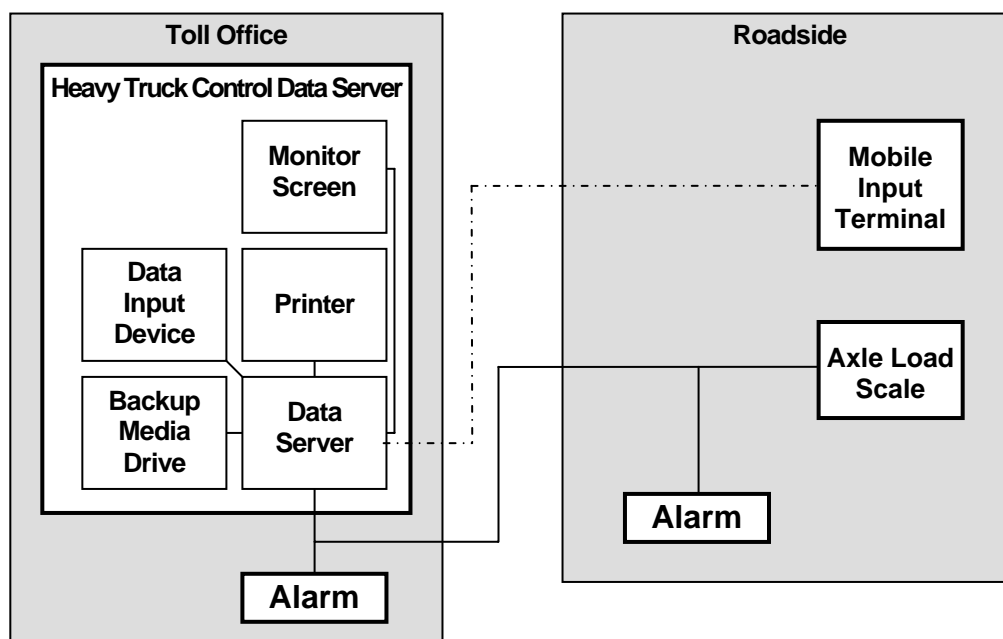 Toll Office
Heavy Truck Control Data Server
Monitor
Screen
Data
Input
Device
Printer
Backup
Media
Drive
Data
Server
Alarm
Roadside
Mobile
Input
Terminal
Axle Load
Scale
Alarm